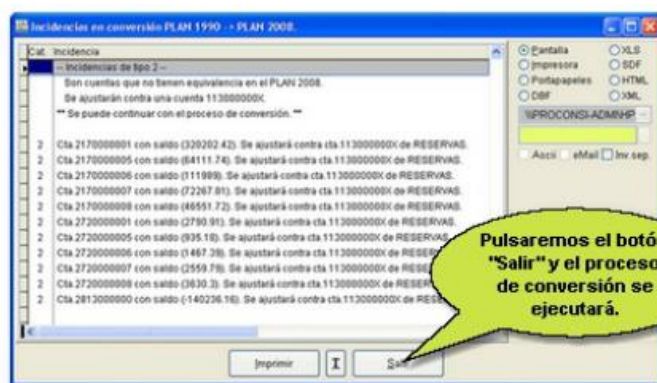 Incidencias en conversión PLAN 1990 -> PLAN 2008.
Cat. Incidencia
-- Incidencias de tipo 2 --
Son cuentas que no tienen equivalencia en el PLAN 2008.
Se ajustarán contra una cuenta 113000000X.
** Se puede continuar con el proceso de conversión. **
2 Cta.2170000001 con saldo (320202.42). Se ajustará contra cta.113000000X de RESERVAS.
2 Cta.2170000005 con saldo (64111.74). Se ajustará contra cta.113000000X de RESERVAS.
2 Cta.2170000006 con saldo (111989). Se ajustará contra cta.113000000X de RESERVAS.
2 Cta.2170000007 con saldo (72267.81). Se ajustará contra cta.113000000X de RESERVAS.
2 Cta.2170000008 con saldo (46551.72). Se ajustará contra cta.113000000X de RESERVAS.
2 Cta.2720000001 con saldo (2790.91). Se ajustará contra cta.113000000X de RESERVAS.
2 Cta.2720000005 con saldo (935.18). Se ajustará contra cta.113000000X de RESERVAS.
2 Cta.2720000006 con saldo (1467.39). Se ajustará contra cta.113000000X de RESERVA
2 Cta.2720000007 con saldo (2559.79). Se ajustará contra cta.113000000X de RESERV
2 Cta.2720000008 con saldo (3630.3). Se ajustará contra cta.113000000X de RESERVA
2 Cta.2813000000 con saldo (-140236.16). Se ajustará contra cta.113000000X de RESE
Pantalla XLS
Impresora SDF
Portapapeles HTML
DBF XML
\\PROCONSI-ADMN\HP
Ascii eMail Inv sep.
Pulsaremos el botó
"Salir" y el proceso
de conversión se
ejecutará.
Imprimir I Sali